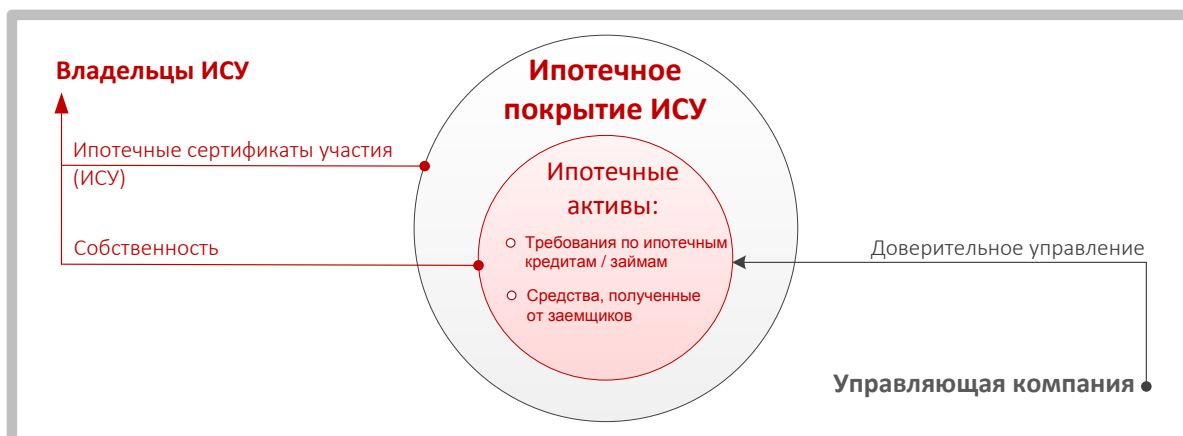 Владельцы ИСУ
Ипотечные сертификаты участия
(ИСУ)
Собственность
Ипотечное
покрытие ИСУ
Ипотечные
активы:
Требования по ипотечным
кредитам / займам
Средства, полученные
от заемщиков
Доверительное управление
Управляющая компания